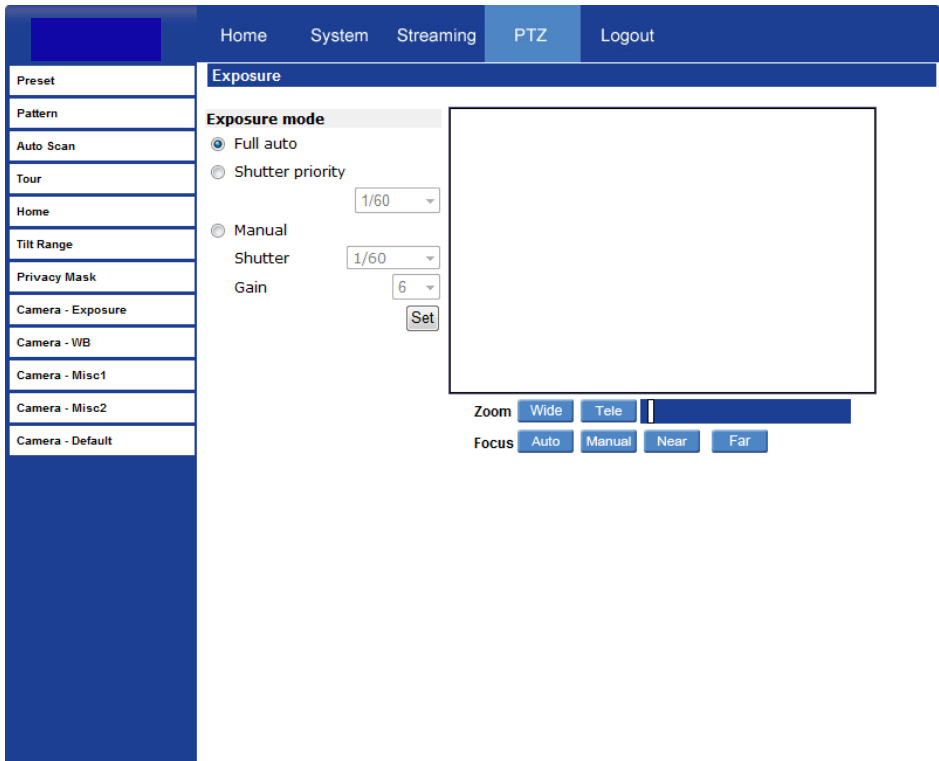 Home System Streaming PTZ Logout
Preset
Pattern
Auto Scan
Tour
Home
Tilt Range
Privacy Mask
Camera - Exposure
Camera - WB
Camera - Misc1
Camera - Misc2
Camera - Default
Exposure
Exposure mode
Full auto
Shutter priority
1/60
Manual
Shutter 1/60
Gain 6
Set
Zoom Wide Tele
Focus Auto Manual Near Far